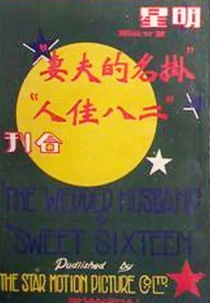 明星
"掛名的夫妻"
"二八佳人"
合刊
"THE WEDDED HUSBAND"
&
"SWEET SIXTEEN"
Published by
THE STAR MOTION PICTURE Co LTD
SHANGHAI